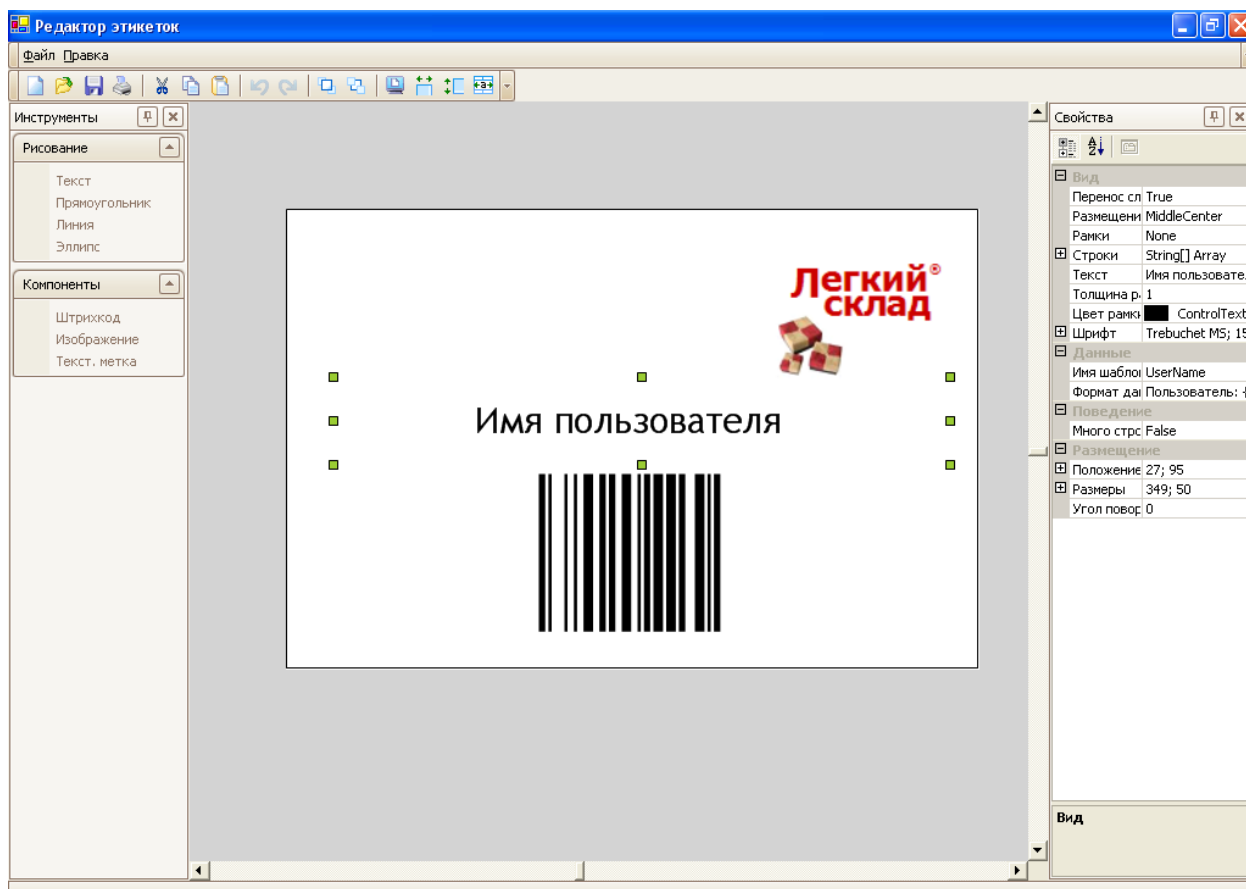 Редактор этикеток
Файл Правка
Инструменты
Рисование
Текст
Прямоугольник
Линия
Эллипс
Компоненты
Штрихкод
Изображение
Текст. метка
Легкий®
склад
Имя пользователя
Свойства
Вид
Перенос сл True
Размещени MiddleCenter
Рамки None
Строки String[] Array
Текст Имя пользовате
Толщина р 1
Цвет рамк ControlText
Шрифт Trebuchet MS; 15
Данные
Имя шабло UserName
Формат да Пользователь: {
Поведение
Много стрс False
Размещение
Положение 27; 95
Размеры 349; 50
Угол повор 0
Вид